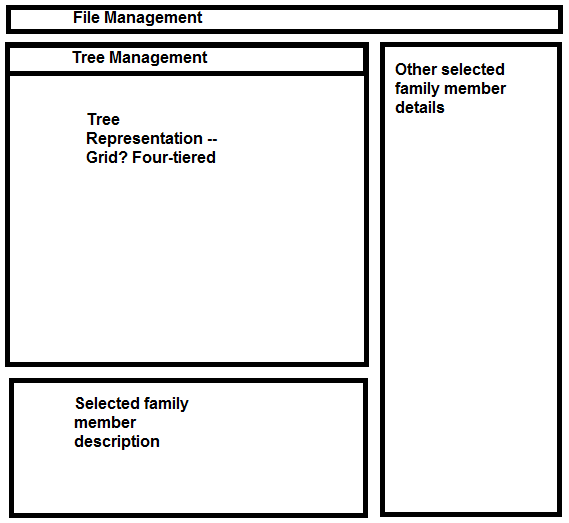 File Management
Tree Management
Tree
Representation --
Grid? Four-tiered
Other selected
family member
details
Selected family
member
description